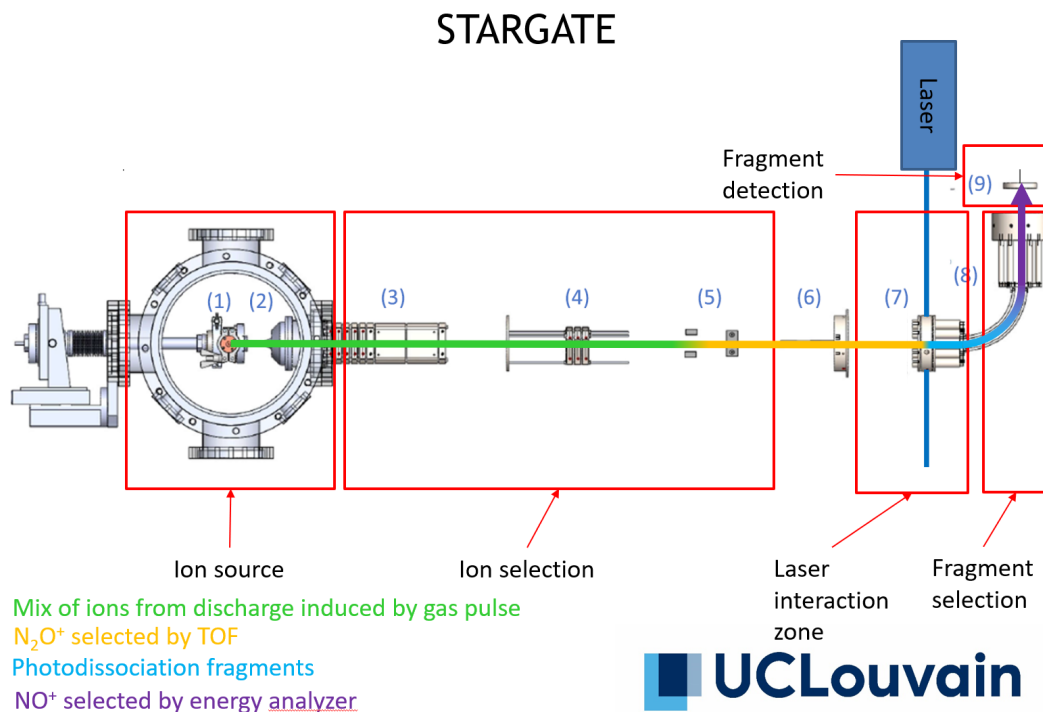 STARGATE
Laser
Fragment
detection
(9)
(1)
(2)
(3)
(4)
(5)
(6)
(7)
(8)
Ion source
Ion selection
Laser
interaction
zone
Fragment
selection
Mix of ions from discharge induced by gas pulse
N₂O⁺ selected by TOF
Photodissociation fragments
NO⁺ selected by energy analyzer
UCLouvain